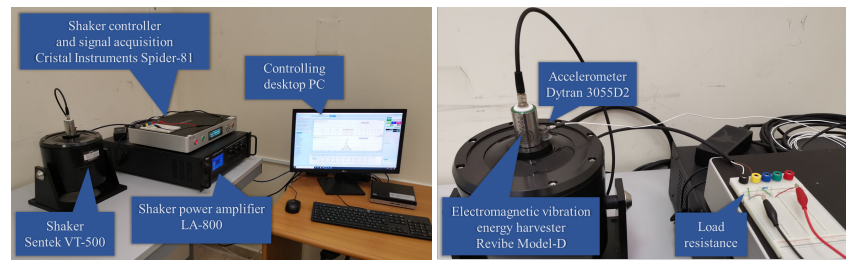 Shaker controller
and signal acquisition
Cristal Instruments Spider-81
Controlling
desktop PC
Shaker
Sentek VT-500
Shaker power amplifier
LA-800
Accelerometer
Dytran 3055D2
Electromagnetic vibration
energy harvester
Revibe Model-D
Load
resistance